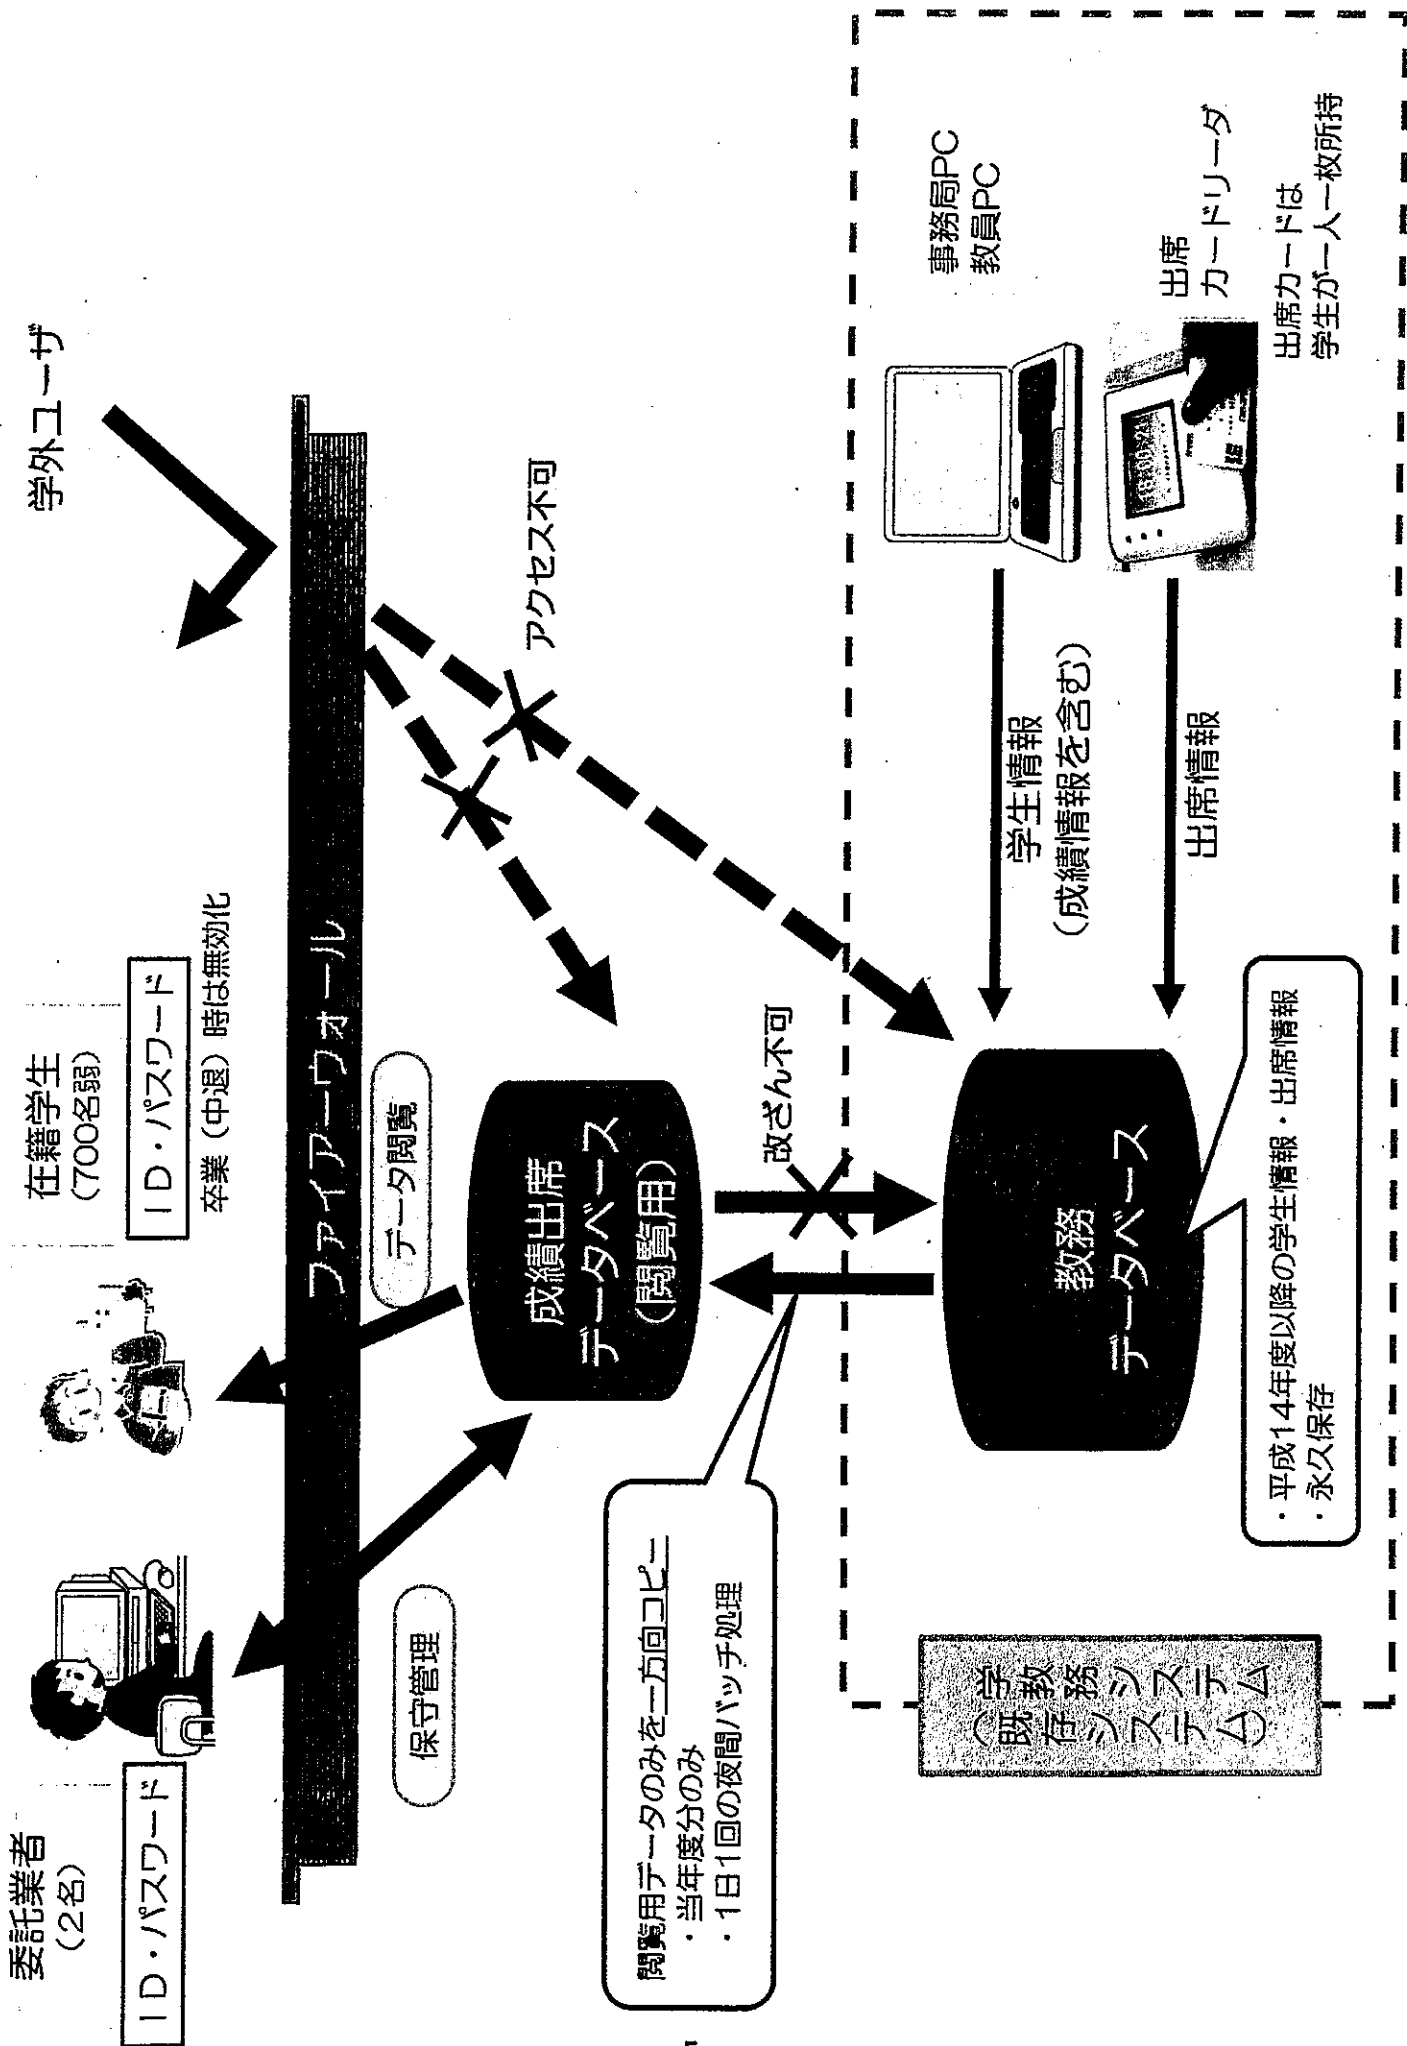 委託業者
(2名)
ID・パスワード
在籍学生
(700名弱)
ID・パスワード
卒業(中退)時は無効化
学外ユーザ
ファイアーウォール
保守管理
データ閲覧
アクセス不可
成績出席
データベース
(閲覧用)
閲覧用データのみを一方向コピー
・当年度分のみ
・1日1回の夜間バッチ処理
改ざん不可
学教務システム
(既存システム)
教務
データベース
・平成14年度以降の学生情報・出席情報
・永久保存
学生情報
(成績情報を含む)
出席情報
事務局PC
教員PC
出席
カードリーダ
出席カードは
学生が一人一枚所持